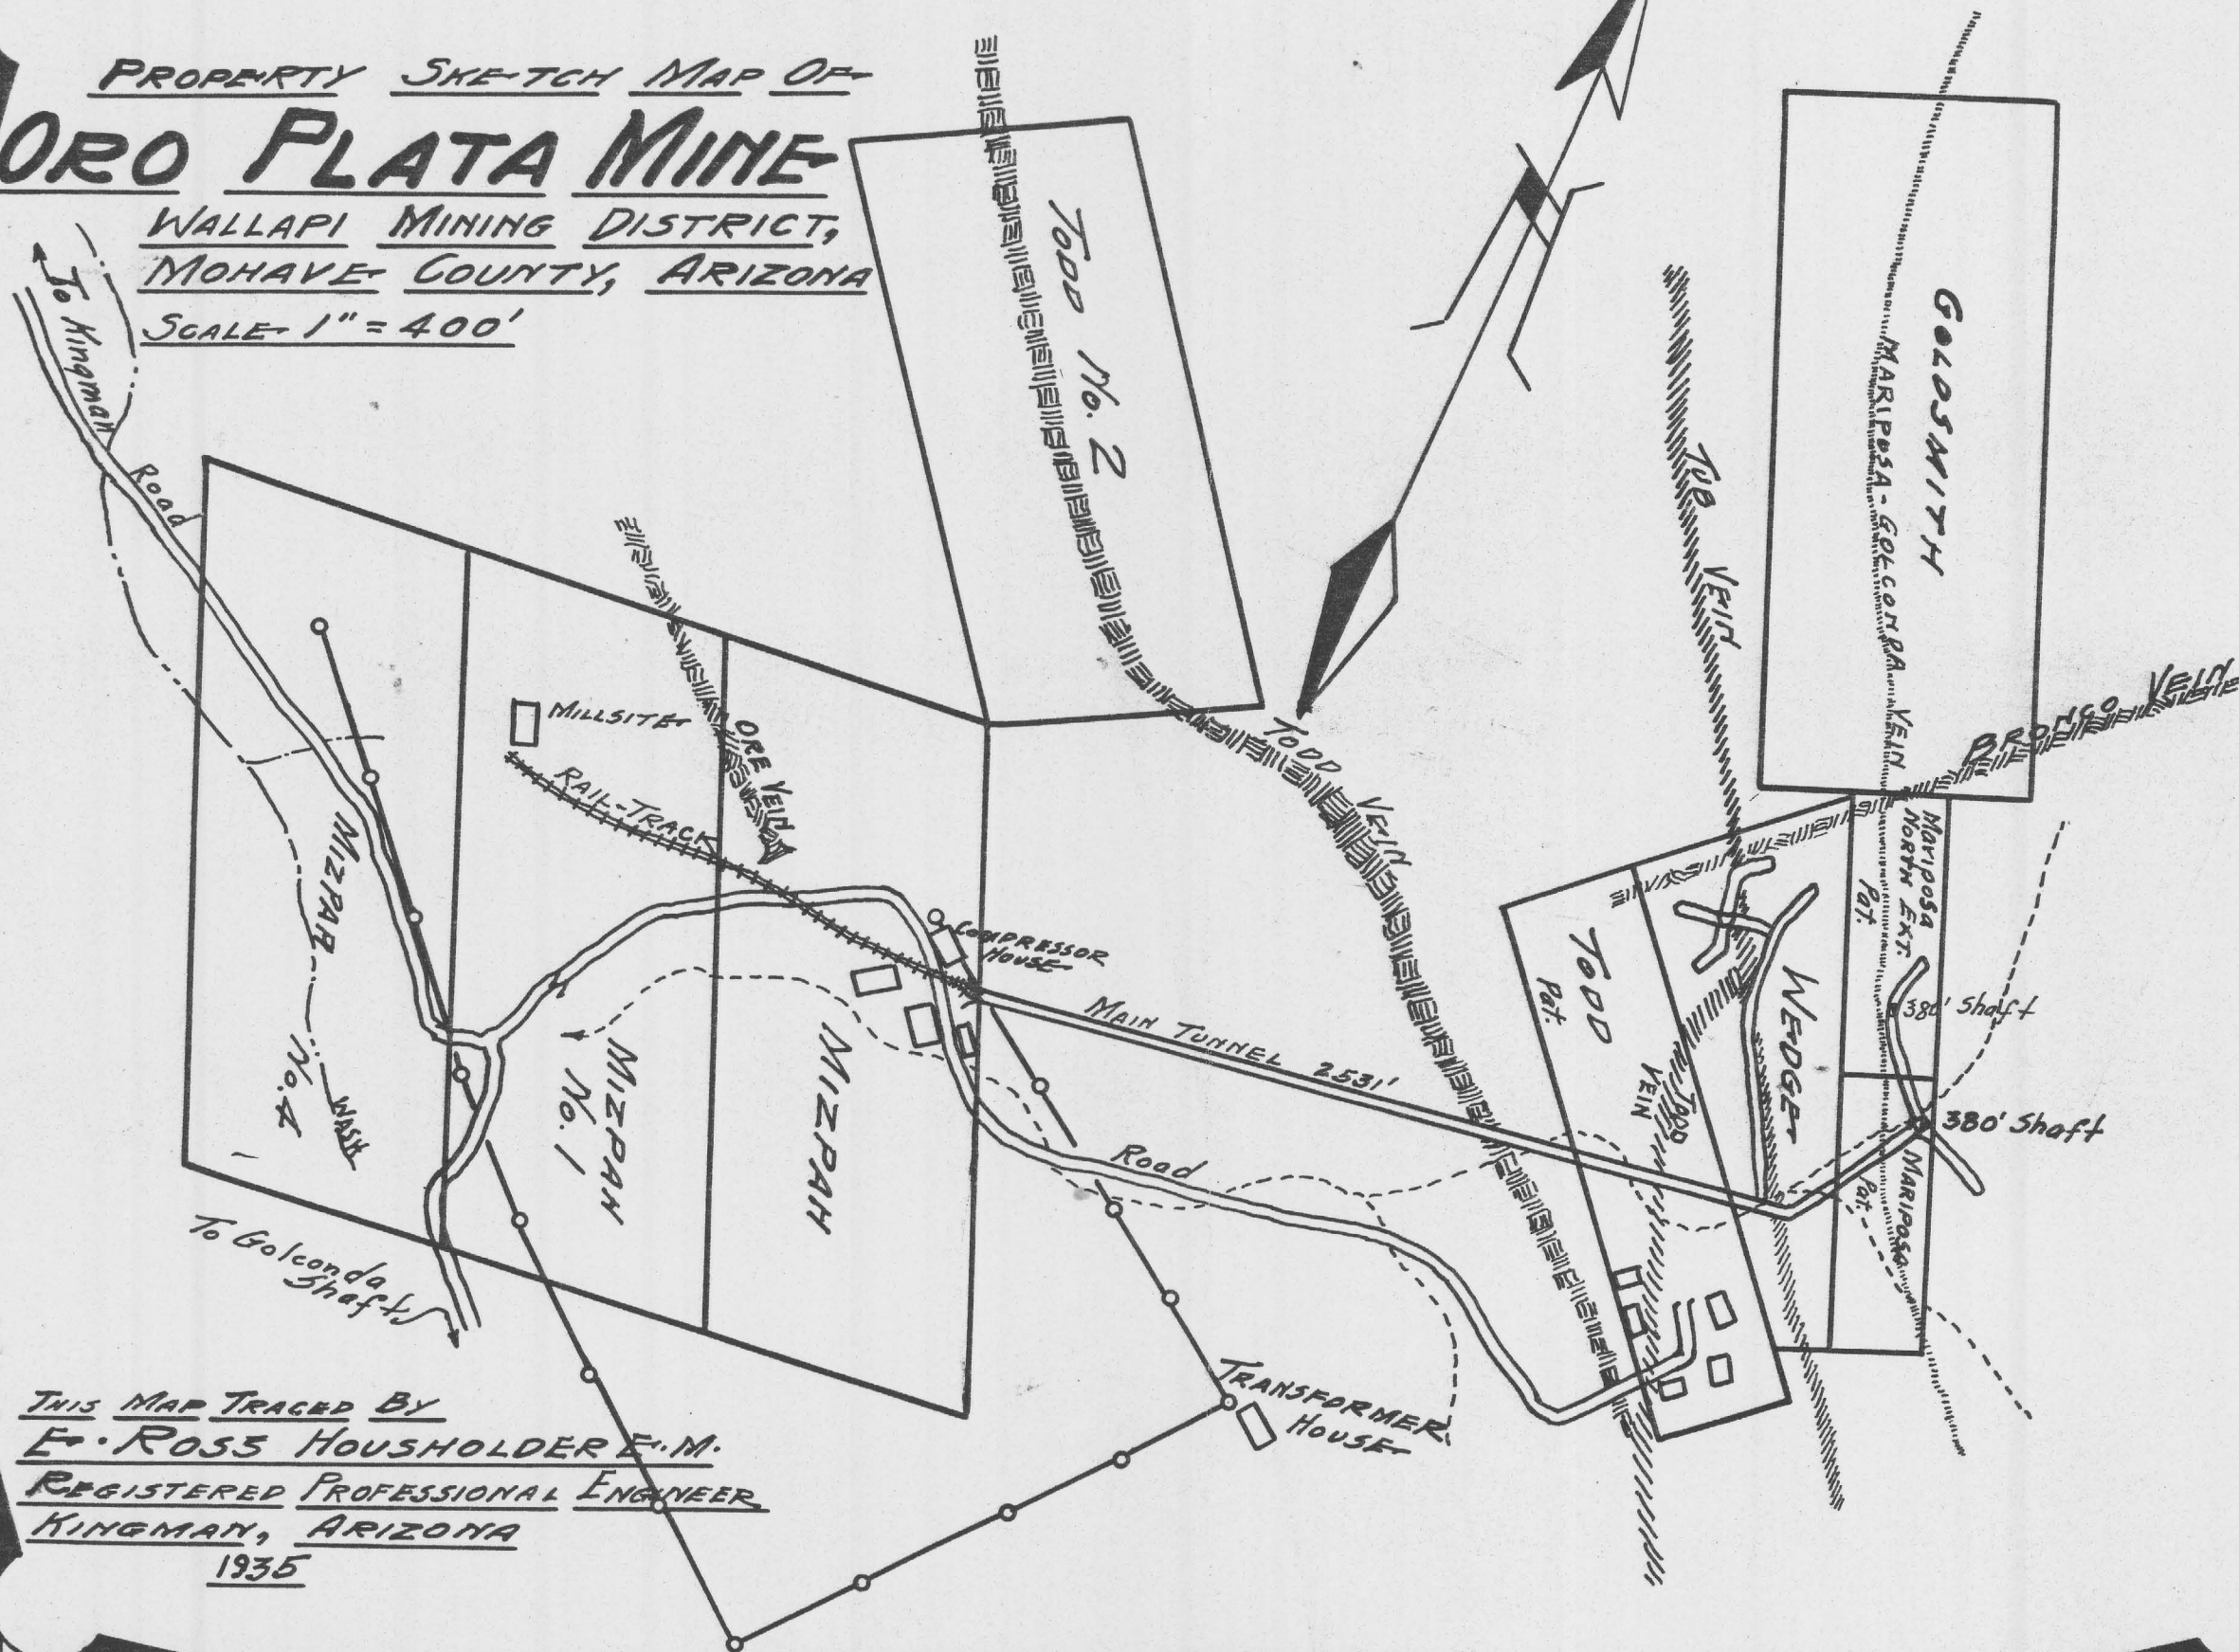 PROPERTY SKETCH MAP OF
ORO PLATA MINE
WALLAPI MINING DISTRICT,
MOHAVE COUNTY, ARIZONA
SCALE 1" = 400'
To Kingman
Road
TODD No. 2
GOLDSMITH
MARIPOSA-GOLCONDA VEIN
TUB VEIN
BRONCO VEIN
MILLSITE
ORE VEIN
RAIL-TRACK
TODD VEIN
MIZPAH
No. 4
WASH
MIZPAH
No. 1
MIZPAH
COMPRESSOR
HOUSE
MAIN TUNNEL 2531'
Road
TODD
Pat.
TODD
VEIN
WEDGE
Mariposa
North Ext.
Pat.
380' Shaft
380' Shaft
MARIPOSA
Pat.
To Golconda
Shaft
TRANSFORMER
HOUSE
THIS MAP TRACED BY
E. ROSS HOUSHOLDER E.M.
REGISTERED PROFESSIONAL ENGINEER
KINGMAN, ARIZONA
1935